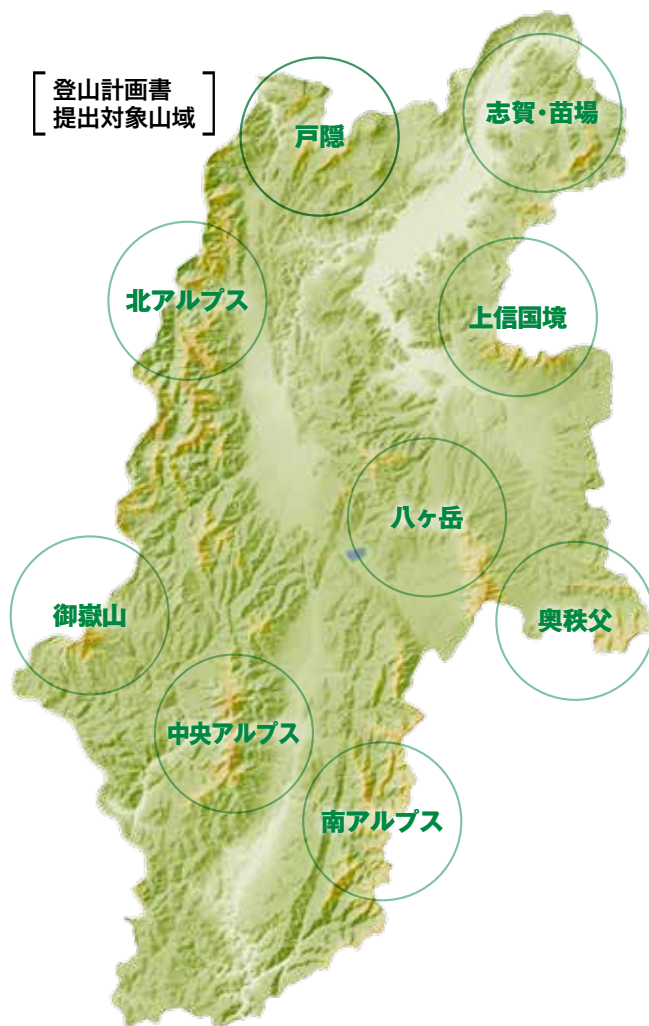 登山計画書
提出対象山域
戸隠
志賀・苗場
北アルプス
上信国境
八ヶ岳
御嶽山
奥秩父
中央アルプス
南アルプス